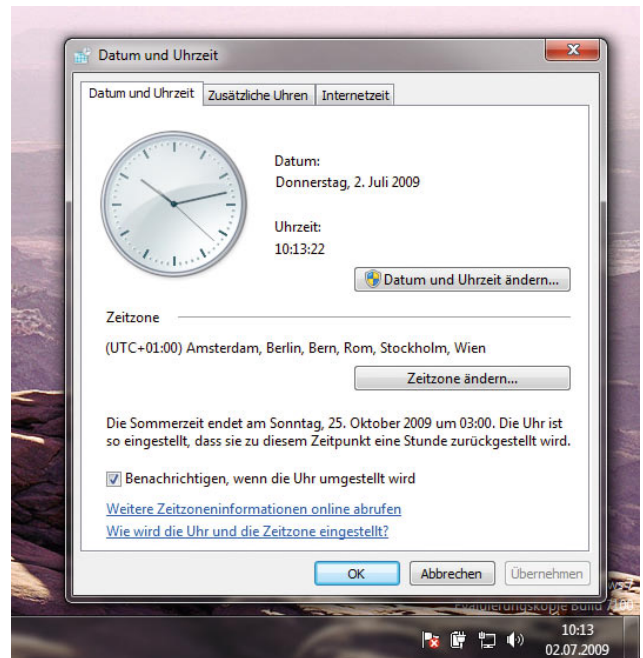 Datum und Uhrzeit
Datum und Uhrzeit Zusätzliche Uhren Internetzeit
Datum:
Donnerstag, 2. Juli 2009
Uhrzeit:
10:13:22
Datum und Uhrzeit ändern...
Zeitzone
(UTC+01:00) Amsterdam, Berlin, Bern, Rom, Stockholm, Wien
Zeitzone ändern...
Die Sommerzeit endet am Sonntag, 25. Oktober 2009 um 03:00. Die Uhr ist
so eingestellt, dass sie zu diesem Zeitpunkt eine Stunde zurückgestellt wird.
Benachrichtigen, wenn die Uhr umgestellt wird
Weitere Zeitzoneninformationen online abrufen
Wie wird die Uhr und die Zeitzone eingestellt?
OK Abbrechen Übernehmen
Evaluierungskopie Build 7100
10:13
02.07.2009